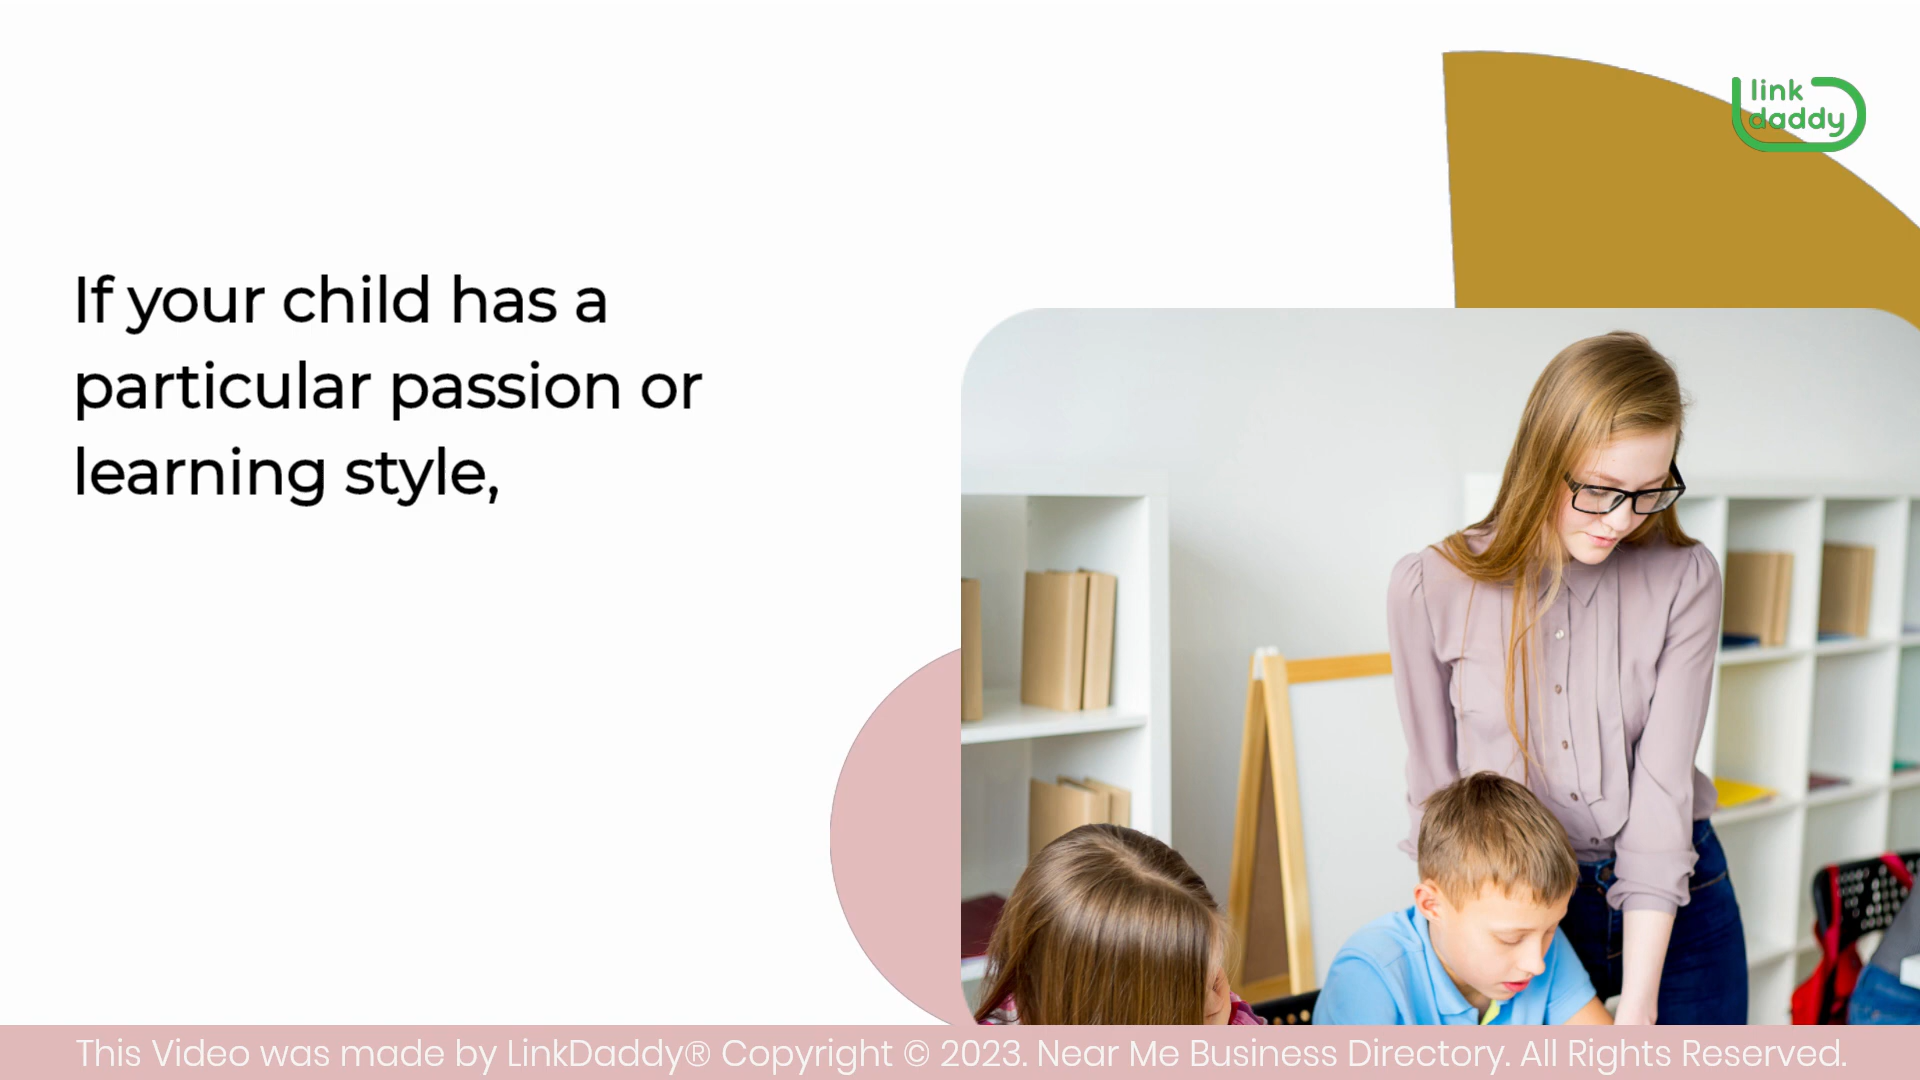 link
daddy
If your child has a
particular passion or
learning style,
This Video was made by LinkDaddy® Copyright © 2023. Near Me Business Directory. All Rights Reserved.